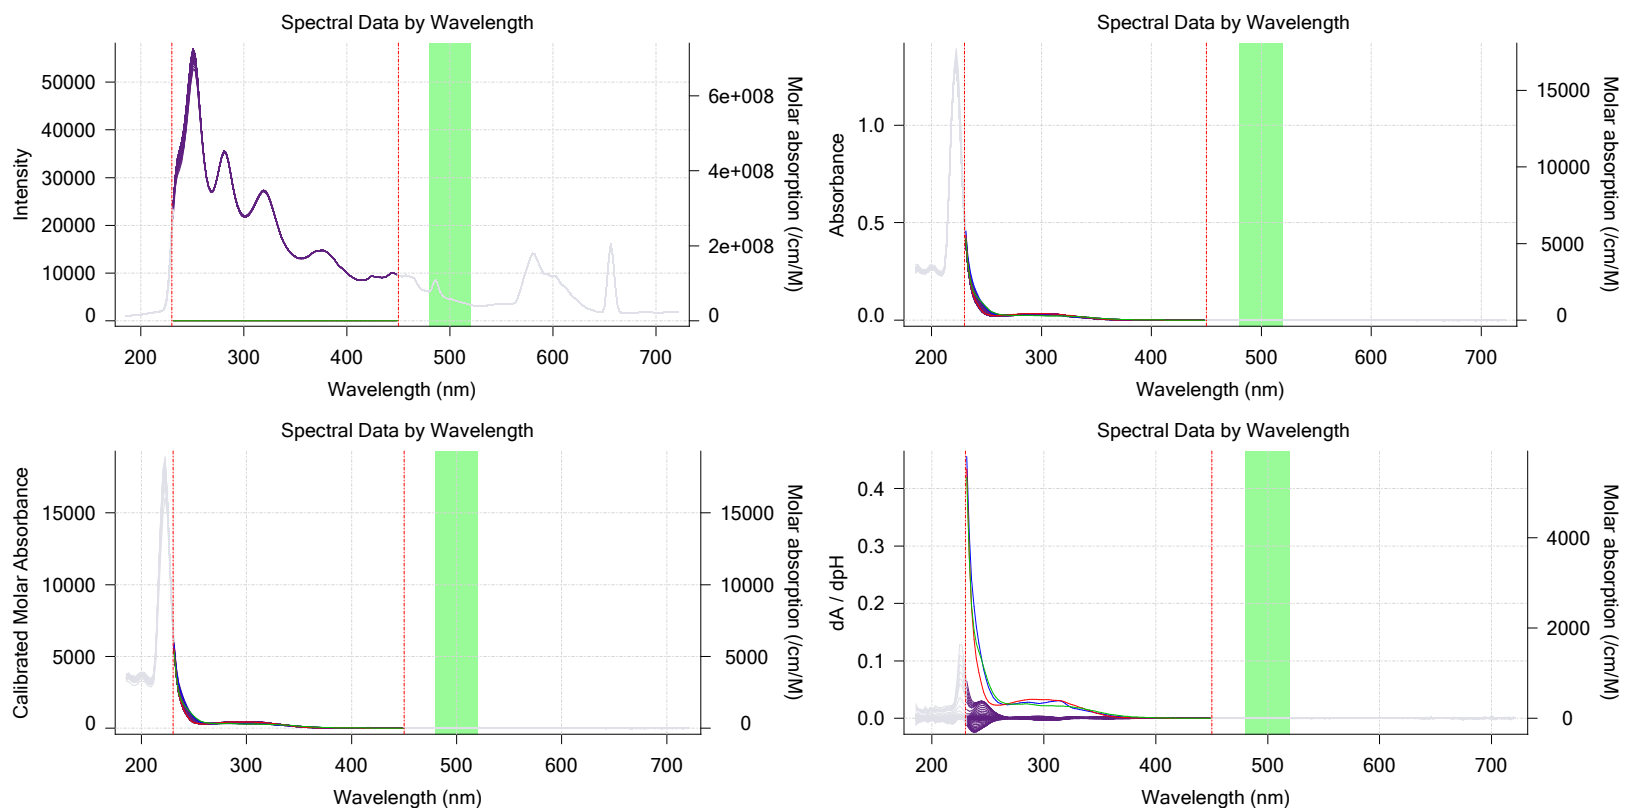 Spectral Data by Wavelength
Intensity
50000
40000
30000
20000
10000
0
6e+008
4e+008
2e+008
0
Molar absorption (/cm/M)
200 300 400 500 600 700
Wavelength (nm)
Spectral Data by Wavelength
Absorbance
1.0
0.5
0.0
15000
10000
5000
0
Molar absorption (/cm/M)
200 300 400 500 600 700
Wavelength (nm)
Spectral Data by Wavelength
Calibrated Molar Absorbance
15000
10000
5000
0
15000
10000
5000
0
Molar absorption (/cm/M)
200 300 400 500 600 700
Wavelength (nm)
Spectral Data by Wavelength
dA / dpH
0.4
0.3
0.2
0.1
0.0
4000
2000
0
Molar absorption (/cm/M)
200 300 400 500 600 700
Wavelength (nm)